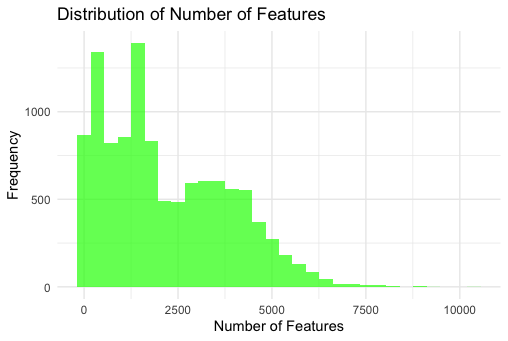 Distribution of Number of Features
Frequency
1000
500
0
0 2500 5000 7500 10000
Number of Features